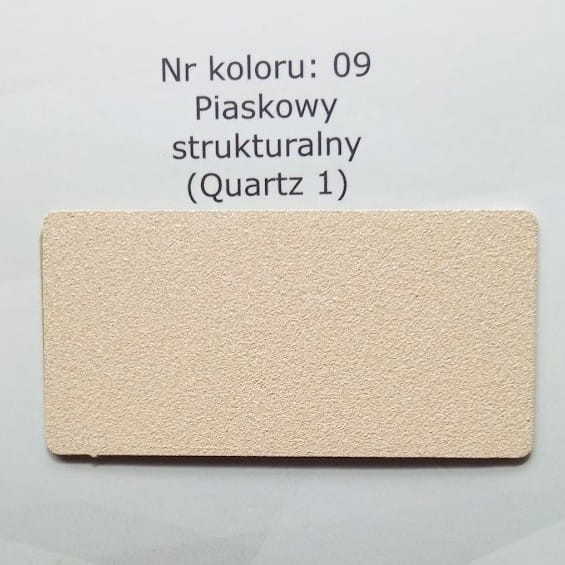 Nr koloru: 09
Piaskowy
strukturalny
(Quartz 1)